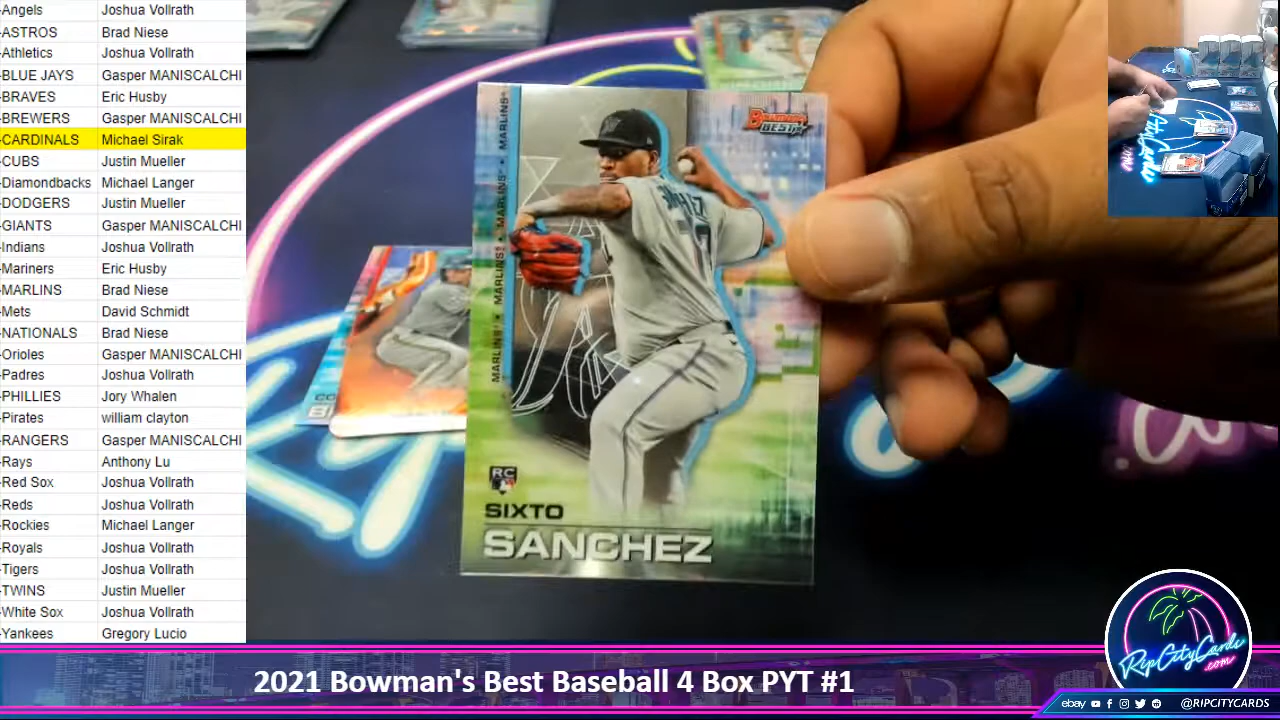 -Angels Joshua Vollrath
-ASTROS Brad Niese
-Athletics Joshua Vollrath
-BLUE JAYS Gasper MANISCALCHI
-BRAVES Eric Husby
-BREWERS Gasper MANISCALCHI
-CARDINALS Michael Sirak
-CUBS Justin Mueller
-Diamondbacks Michael Langer
-DODGERS Justin Mueller
-GIANTS Gasper MANISCALCHI
-Indians Joshua Vollrath
-Mariners Eric Husby
-MARLINS Brad Niese
-Mets David Schmidt
-NATIONALS Brad Niese
-Orioles Gasper MANISCALCHI
-Padres Joshua Vollrath
-PHILLIES Jory Whalen
-Pirates william clayton
-RANGERS Gasper MANISCALCHI
-Rays Anthony Lu
-Red Sox Joshua Vollrath
-Reds Joshua Vollrath
-Rockies Michael Langer
-Royals Joshua Vollrath
-Tigers Joshua Vollrath
-TWINS Justin Mueller
-White Sox Joshua Vollrath
-Yankees Gregory Lucio
MARLINS • MARLINS • MARLINS • MARLINS
BOWMAN'S
BEST
SANCHEZ
RC
SIXTO
SANCHEZ
2021 Bowman's Best Baseball 4 Box PYT #1
RipCityCards
.com
ebay @RIPCITYCARDS